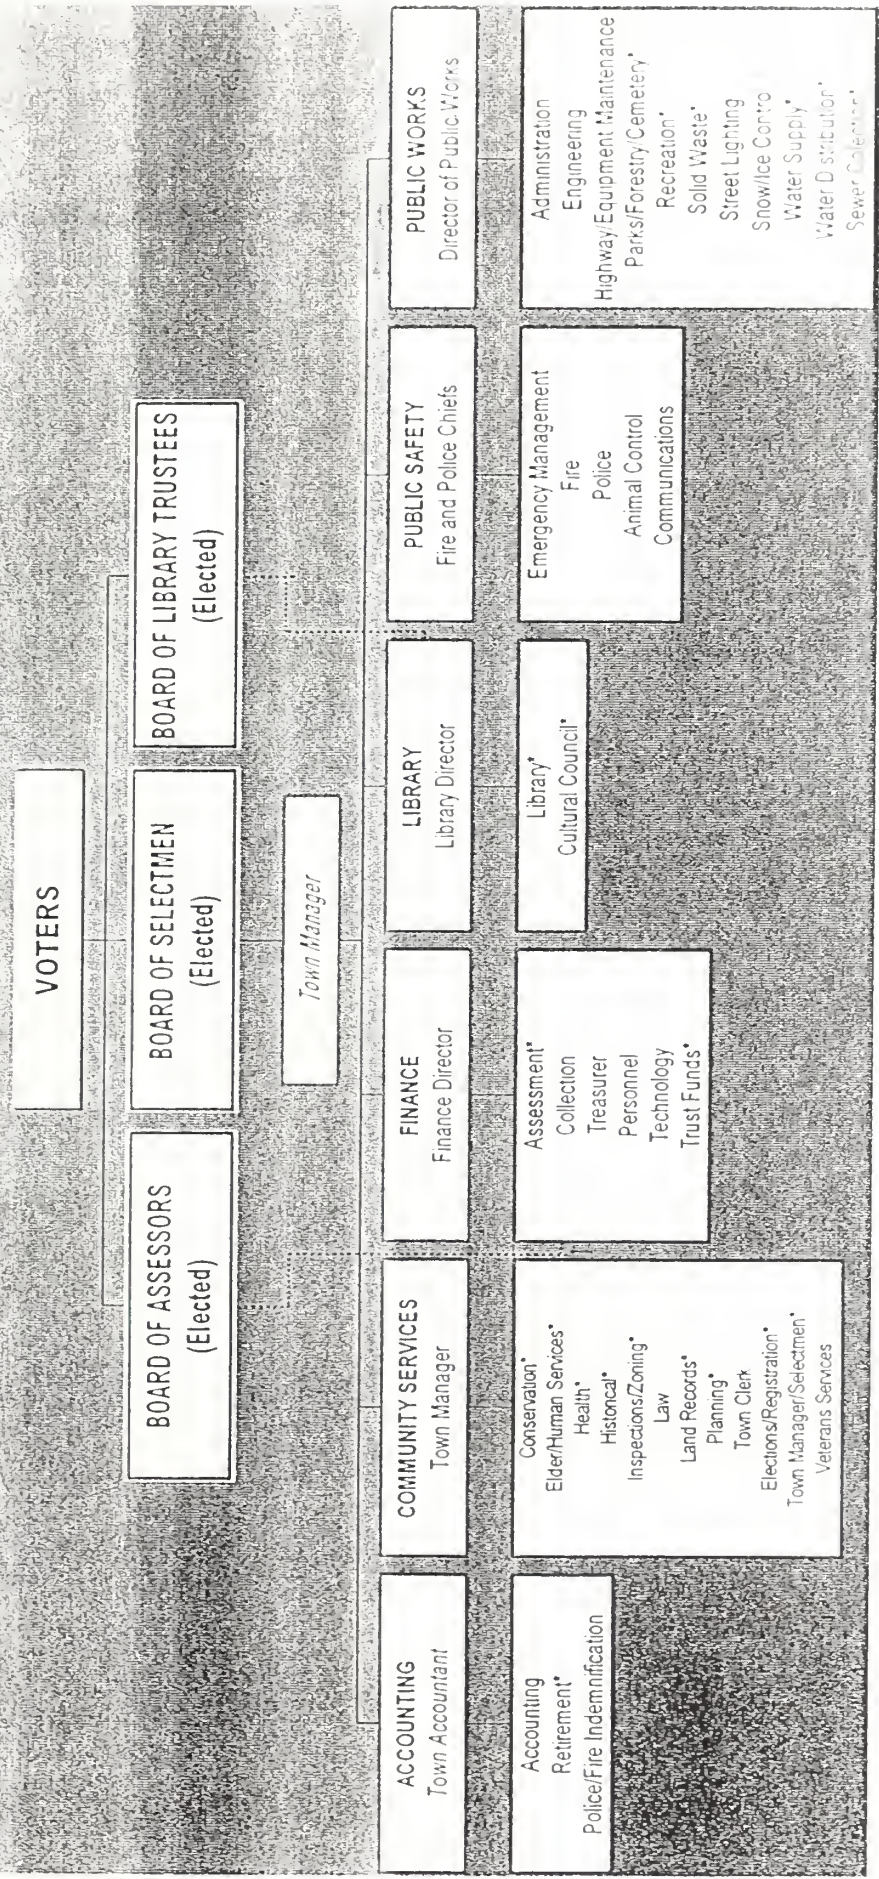 VOTERS
BOARD OF ASSESSORS
(Elected)
BOARD OF SELECTMEN
(Elected)
BOARD OF LIBRARY TRUSTEES
(Elected)
Town Manager
ACCOUNTING
Town Accountant
COMMUNITY SERVICES
Town Manager
FINANCE
Finance Director
LIBRARY
Library Director
PUBLIC SAFETY
Fire and Police Chiefs
PUBLIC WORKS
Director of Public Works
Accounting
Retirement*
Police/Fire Indemnification
Conservation*
Elder/Human Services*
Health*
Historical*
Inspections/Zoning*
Law
Land Records*
Planning*
Town Clerk
Elections/Registration*
Town Manager/Selectmen*
Veterans Services
Assessment*
Collection
Treasurer
Personnel
Technology
Trust Funds*
Library*
Cultural Council*
Emergency Management
Fire
Police
Animal Control
Communications
Administration
Engineering
Highway/Equipment Maintenance
Parks/Forestry/Cemetery*
Recreation*
Solid Waste*
Street Lighting
Snow/Ice Control
Water Supply*
Water Distribution*
Sewer Collection*